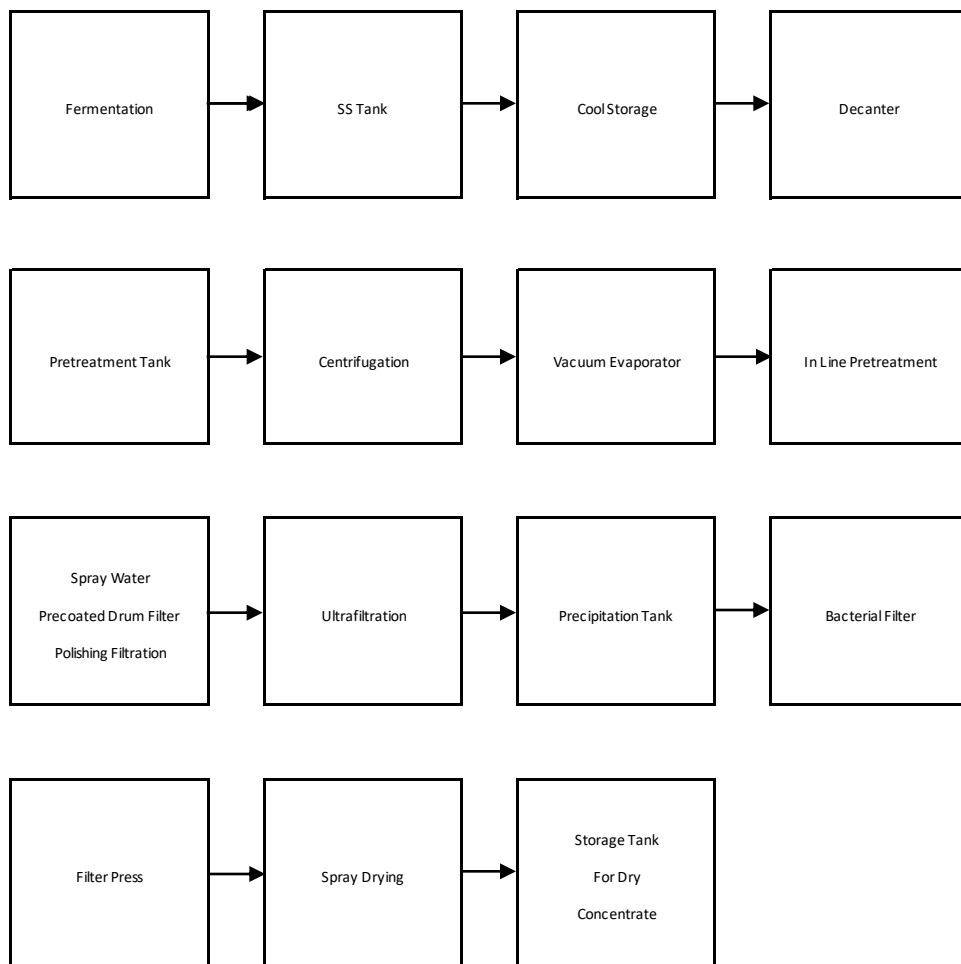 Fermentation
SS Tank
Cool Storage
Decanter
Pretreatment Tank
Centrifugation
Vacuum Evaporator
In Line Pretreatment
Spray Water
Precoated Drum Filter
Polishing Filtration
Ultrafiltration
Precipitation Tank
Bacterial Filter
Filter Press
Spray Drying
Storage Tank
For Dry
Concentrate